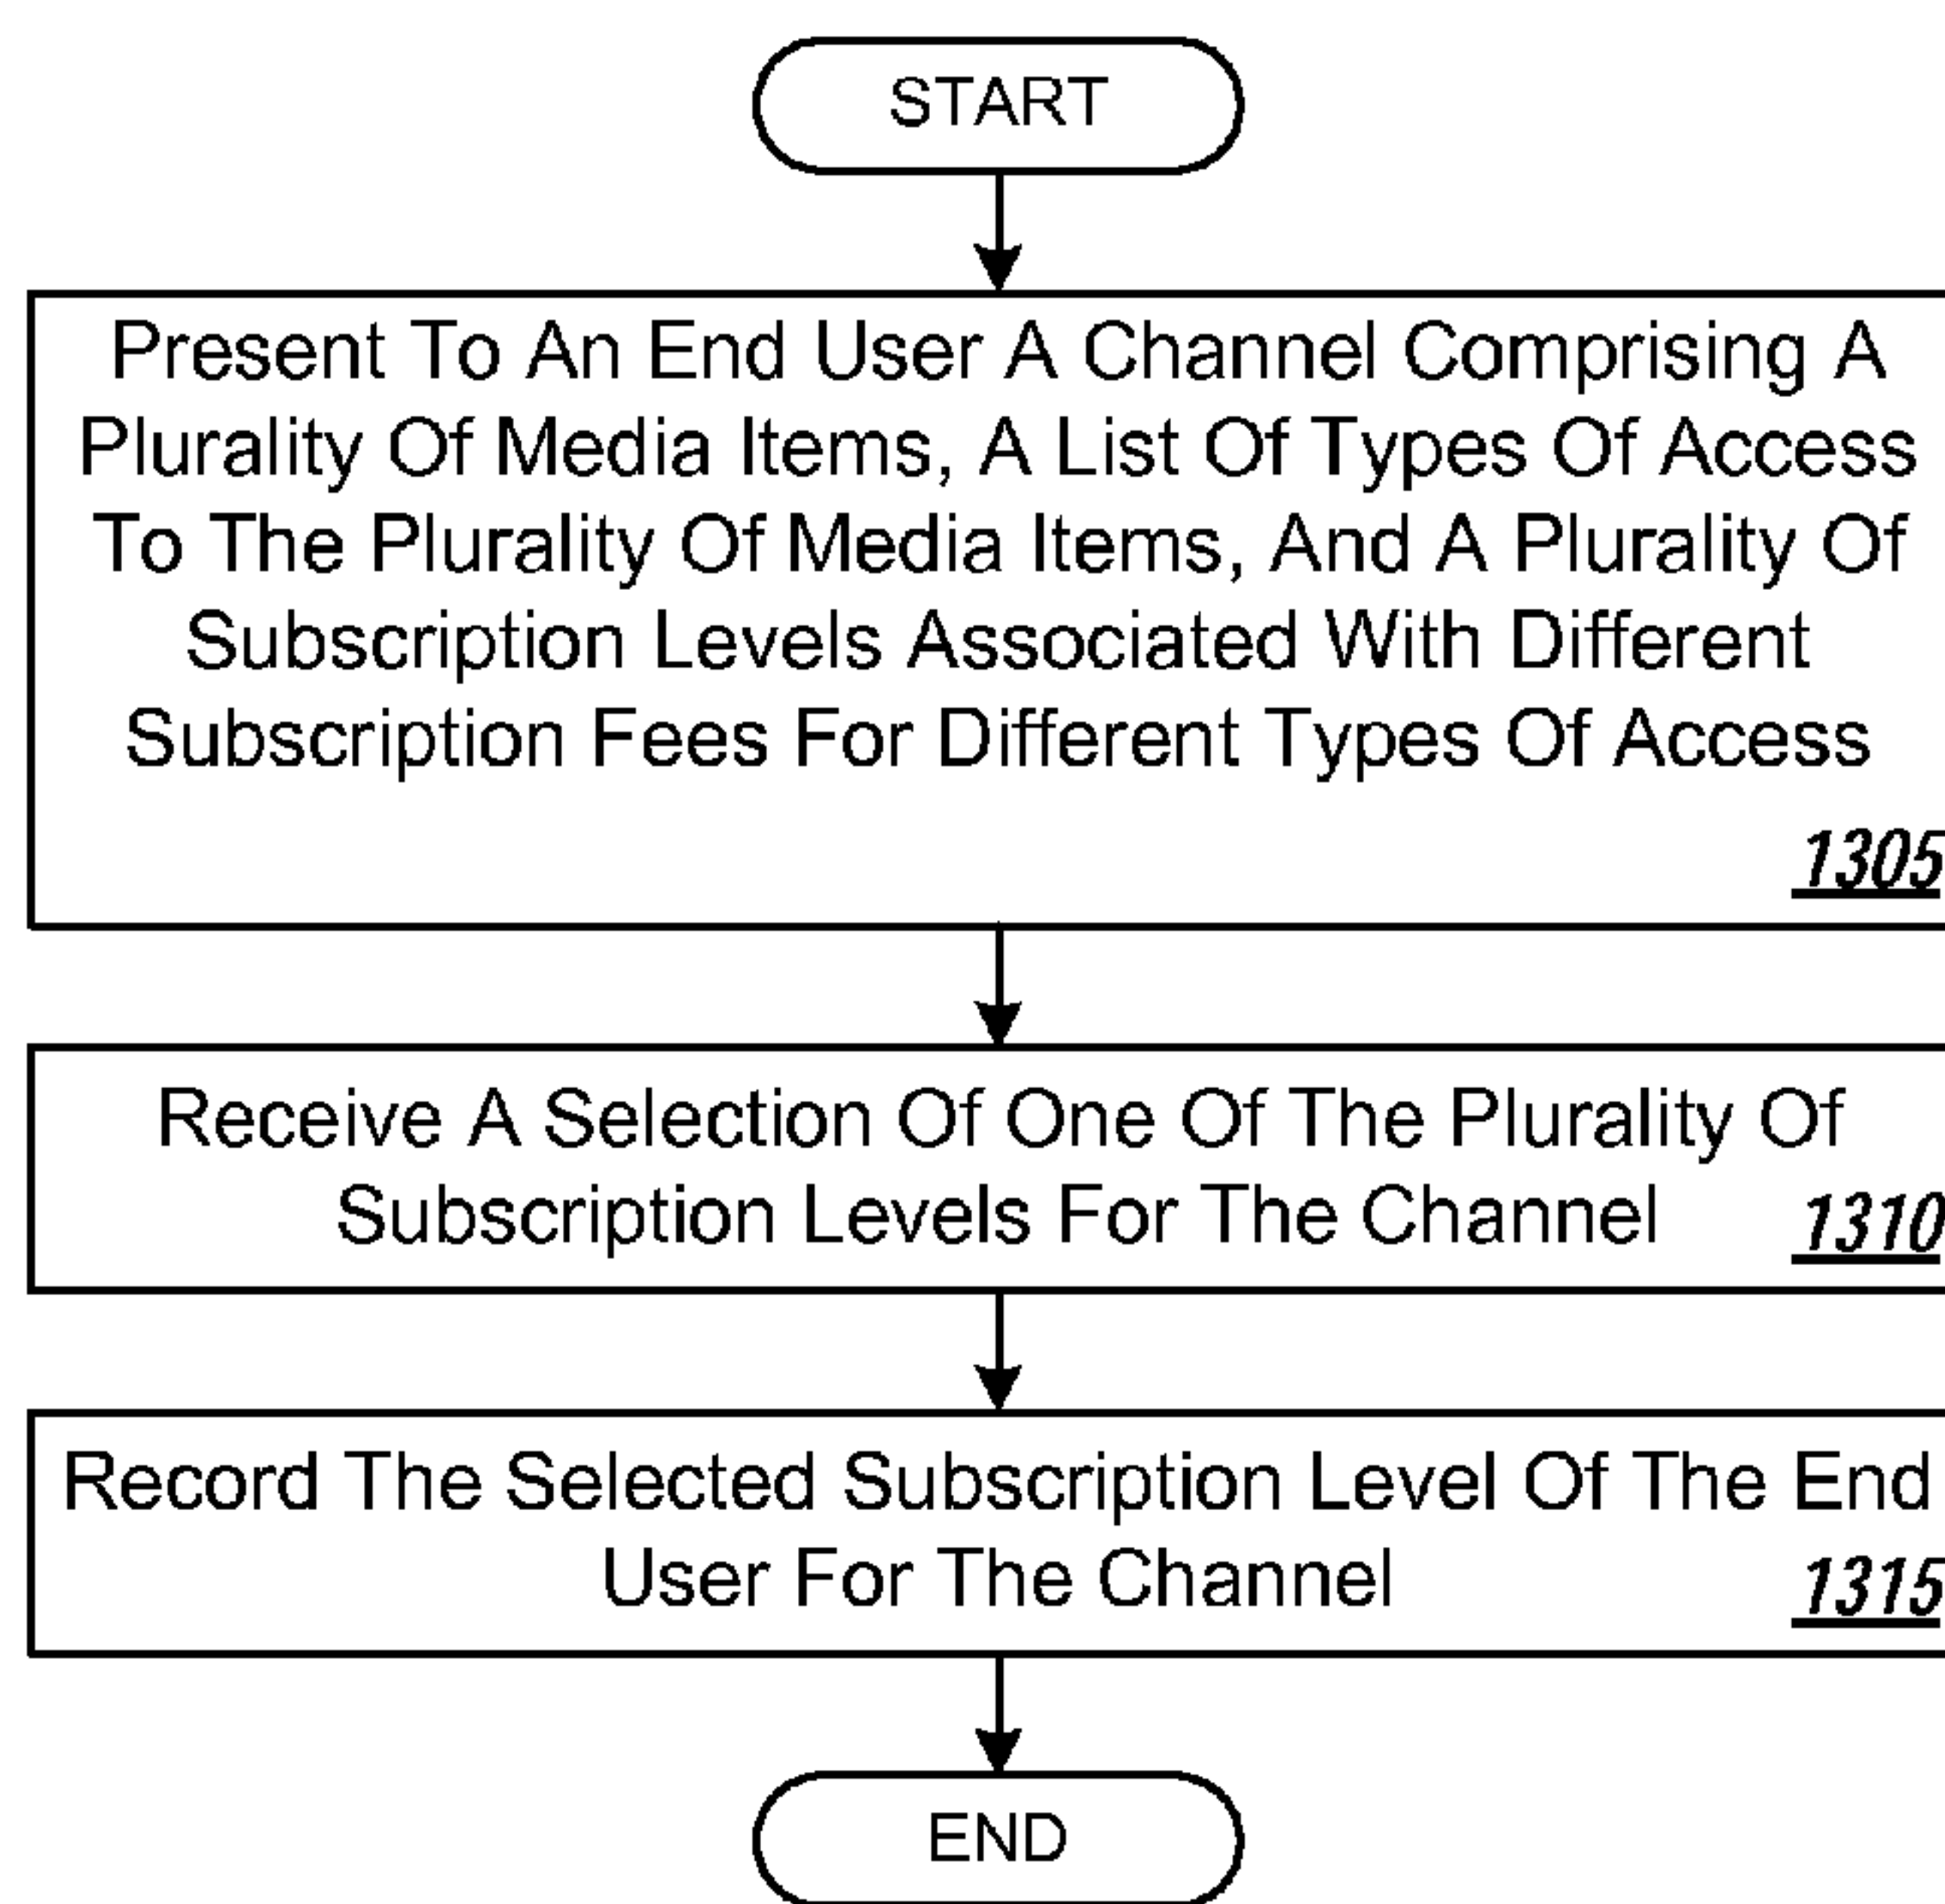 START
Present To An End User A Channel Comprising A
Plurality Of Media Items, A List Of Types Of Access
To The Plurality Of Media Items, And A Plurality Of
Subscription Levels Associated With Different
Subscription Fees For Different Types Of Access
1305
Receive A Selection Of One Of The Plurality Of
Subscription Levels For The Channel
1310
Record The Selected Subscription Level Of The End
User For The Channel
1315
END